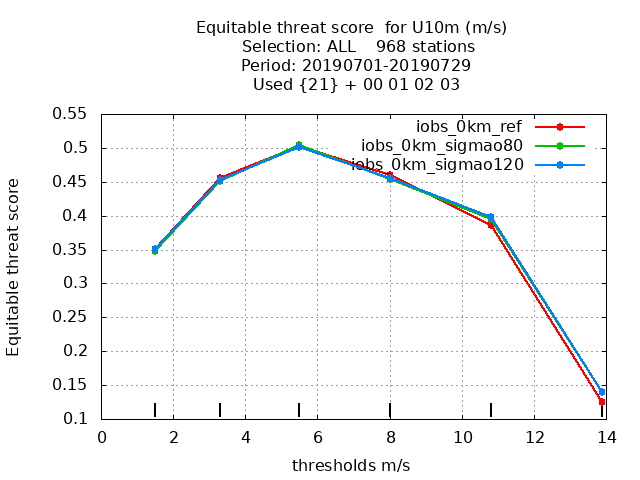 Equitable threat score  for U10m (m/s)
Selection: ALL    968 stations
Period: 20190701-20190729
Used {21} + 00 01 02 03
iobs_0km_ref
iobs_0km_sigmao80
iobs_0km_sigmao120
Equitable threat score
0.55
0.5
0.45
0.4
0.35
0.3
0.25
0.2
0.15
0.1
0 2 4 6 8 10 12 14
thresholds m/s